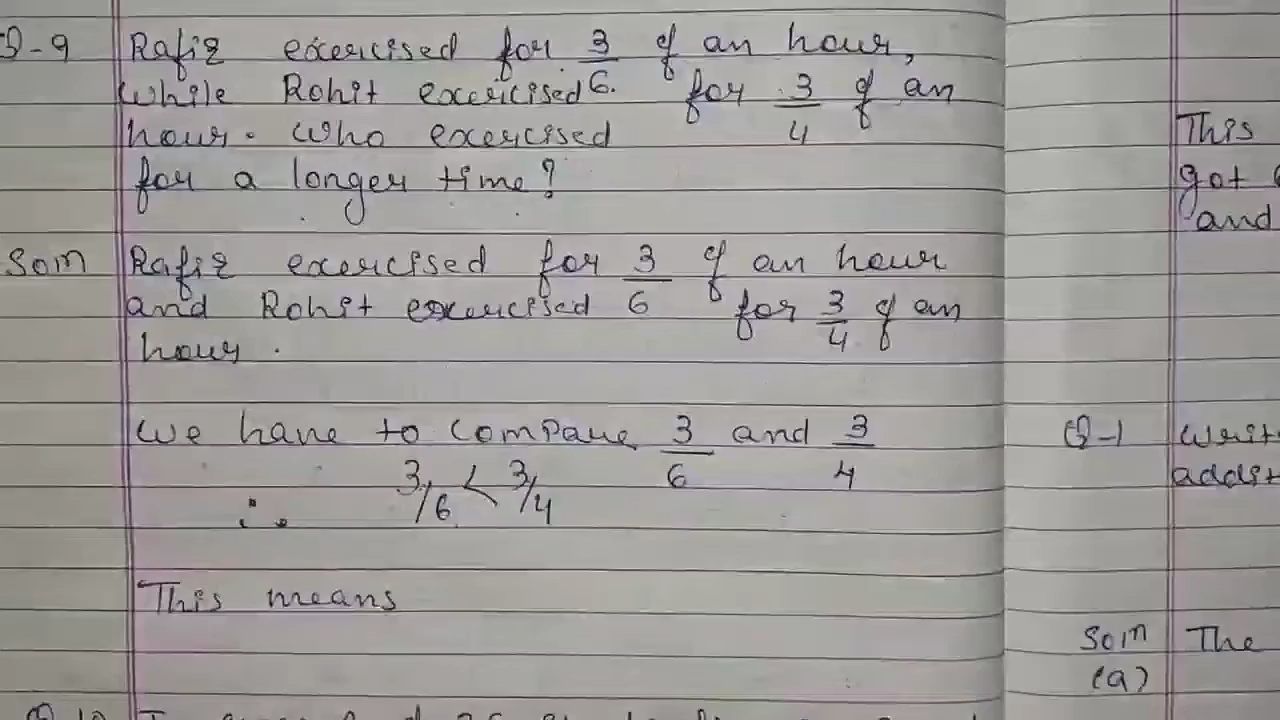 Q-9 Rafiz exercised for 3/6 of an hour,
while Rohit exercised for 3/4 of an
hour. Who exercised
for a longer time?
Soln Rafiz exercised for 3/6 of an hour
and Rohit exercised for 3/4 of an
hour.
We have to compare 3/6 and 3/4
∴ 3/6 < 3/4
This means
This
got
and
Q-1
Soln The
(a)